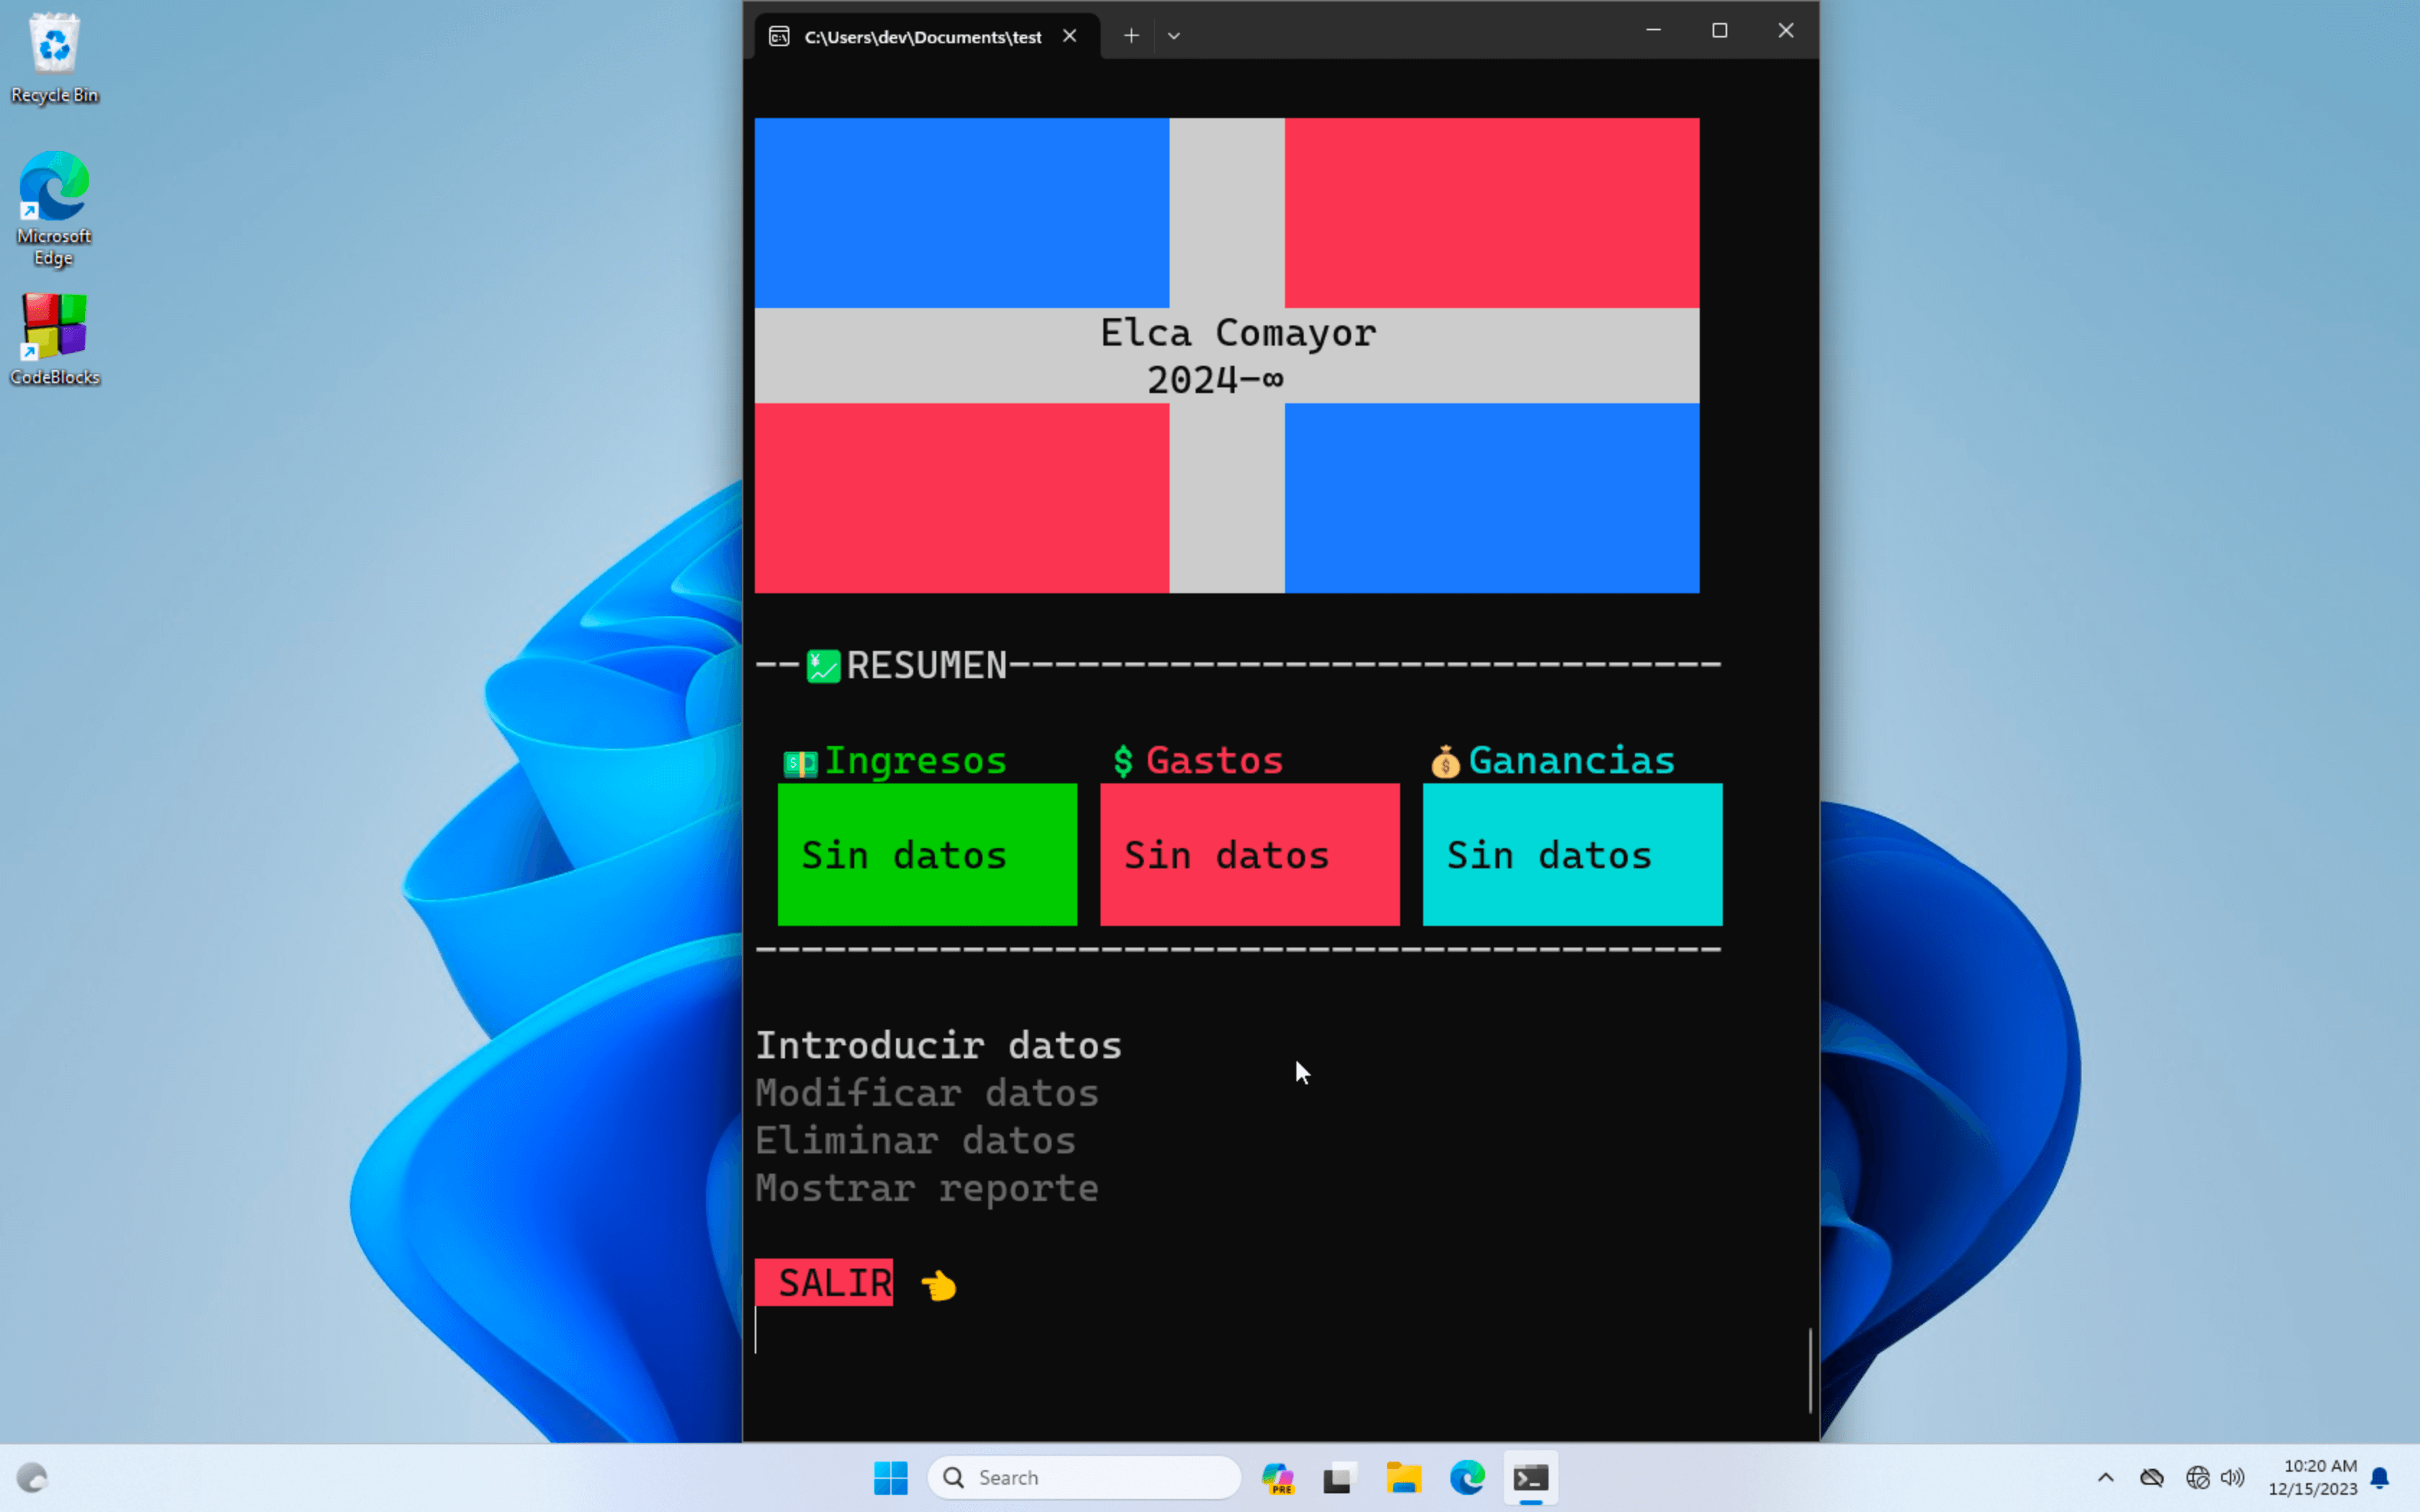 Recycle Bin
Microsoft
Edge
CodeBlocks
C:\Users\dev\Documents\test
Elca Comayor
2024-∞
--💹RESUMEN-------------------------------
💵Ingresos 💲Gastos 💰Ganancias
Sin datos Sin datos Sin datos
------------------------------------------
Introducir datos
Modificar datos
Eliminar datos
Mostrar reporte
SALIR 👈
Search
PRE
10:20 AM
12/15/2023